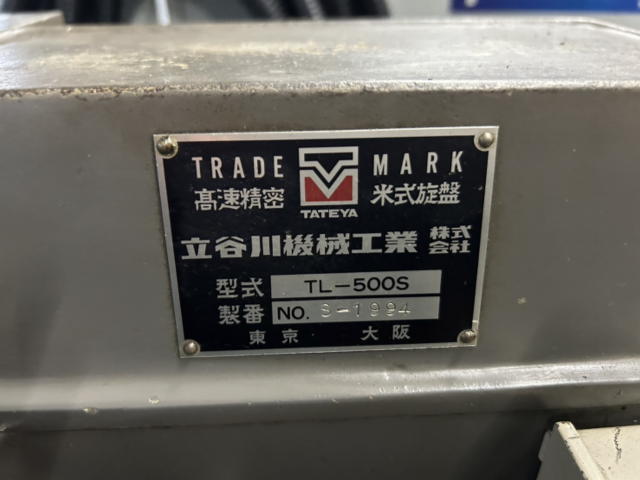 TRADE MARK
高速精密 TATEYA 米式旋盤
立谷川機械工業 株式会社
型式 TL-500S
製番 NO. S-1994
東京 大阪